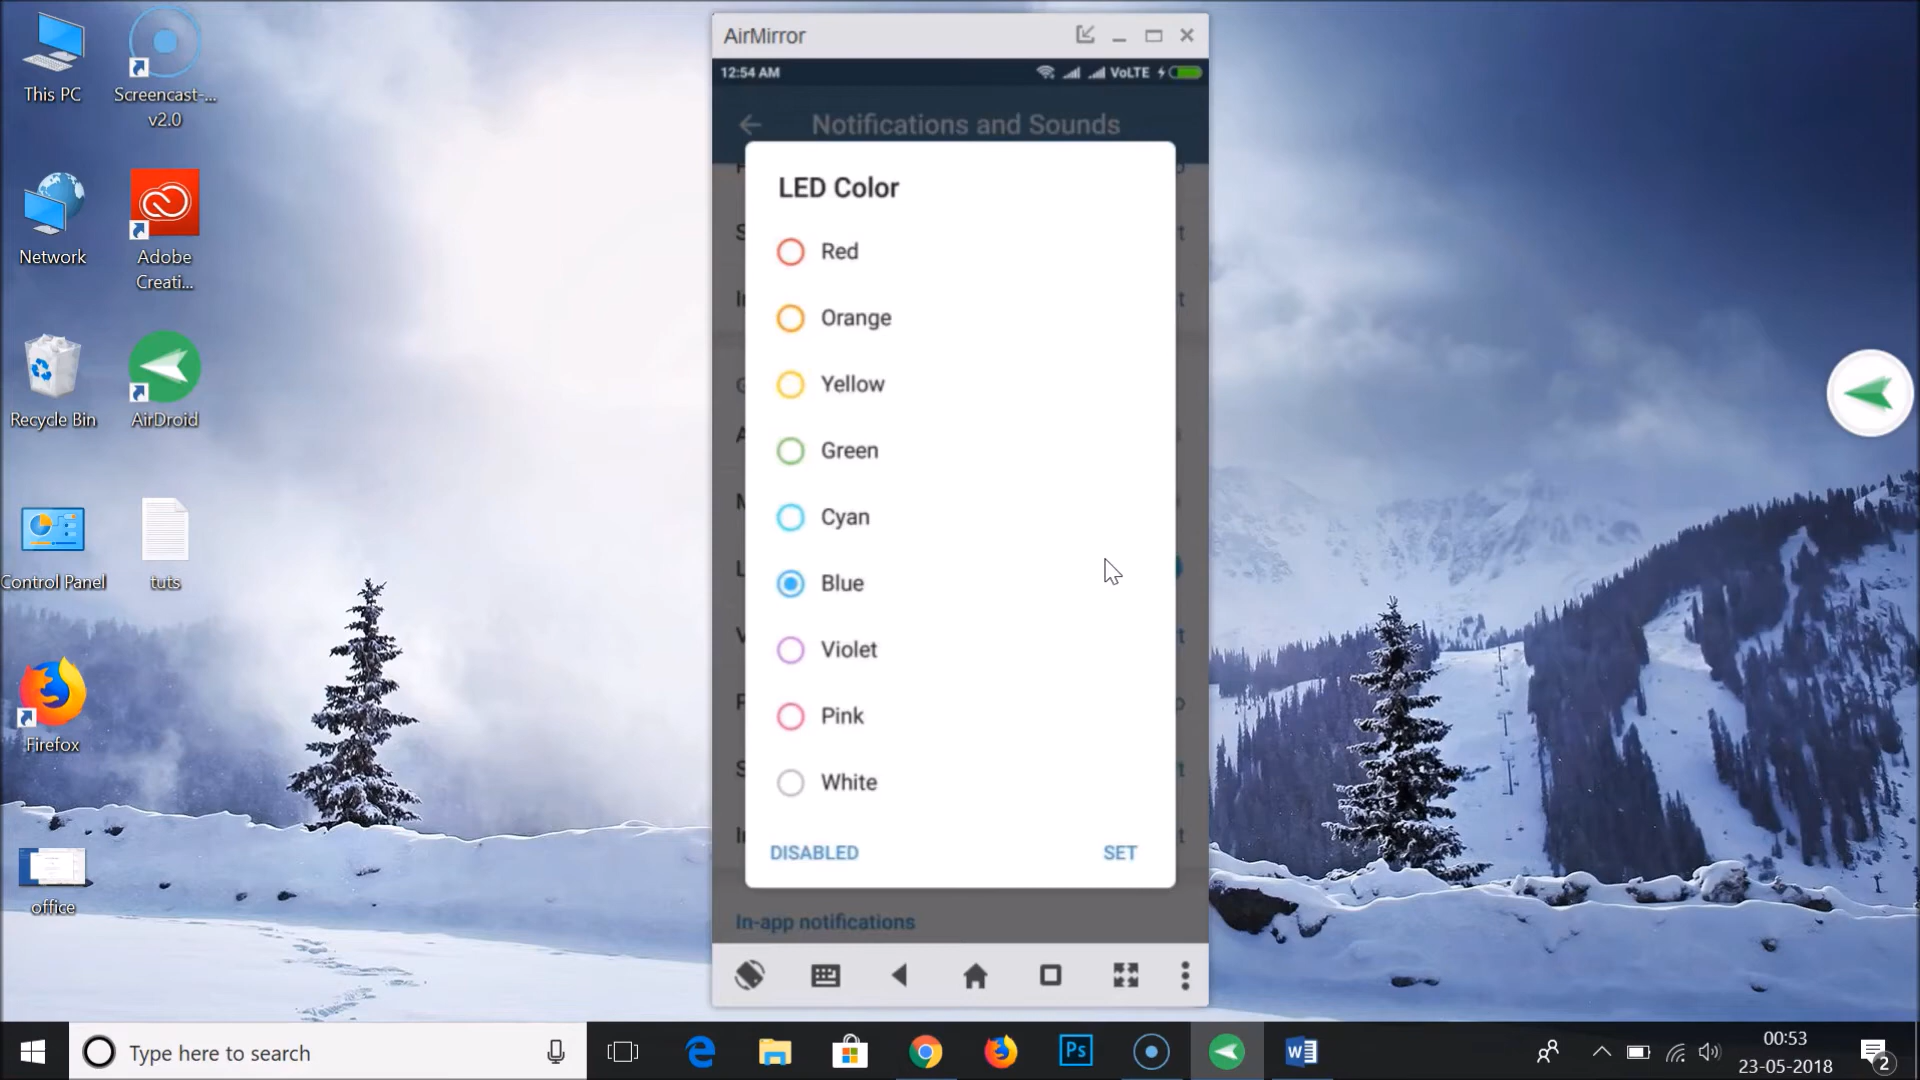 This PC
Screencast-...
v2.0
Network
Adobe
Creati...
Recycle Bin
AirDroid
Control Panel
tuts
Firefox
office
AirMirror
12:54 AM
VoLTE
Notifications and Sounds
LED Color
Red
Orange
Yellow
Green
Cyan
Blue
Violet
Pink
White
DISABLED
SET
In-app notifications
Type here to search
Ps
00:53
23-05-2018
2